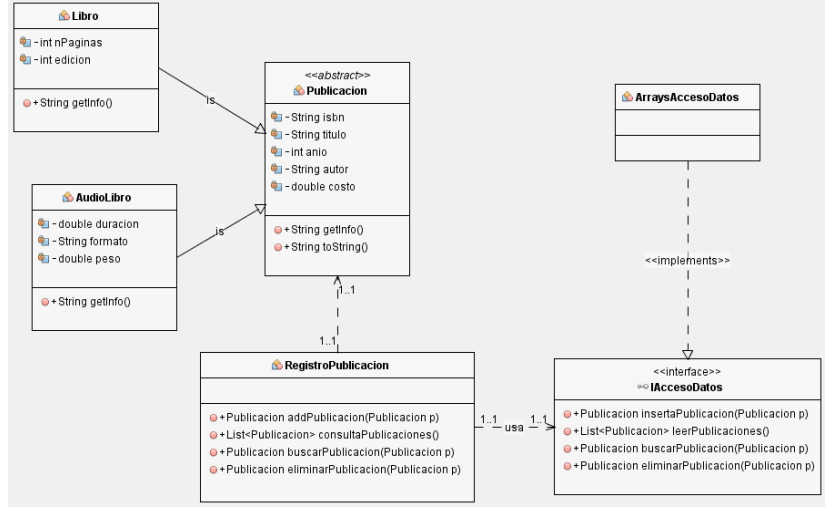 Libro
- int nPaginas
- int edicion
+ String getInfo()
is
<<abstract>>
Publicacion
- String isbn
- String titulo
- int anio
- String autor
- double costo
+ String getInfo()
+ String toString()
ArraysAccesoDatos
AudioLibro
- double duracion
- String formato
- double peso
+ String getInfo()
is
<<implements>>
1..1
1..1
RegistroPublicacion
+ Publicacion addPublicacion(Publicacion p)
+ List<Publicacion> consultaPublicaciones()
+ Publicacion buscarPublicacion(Publicacion p)
+ Publicacion eliminarPublicacion(Publicacion p)
1..1 usa 1..1
<<interface>>
IAccesoDatos
+ Publicacion insertaPublicacion(Publicacion p)
+ List<Publicacion> leerPublicaciones()
+ Publicacion buscarPublicacion(Publicacion p)
+ Publicacion eliminarPublicacion(Publicacion p)